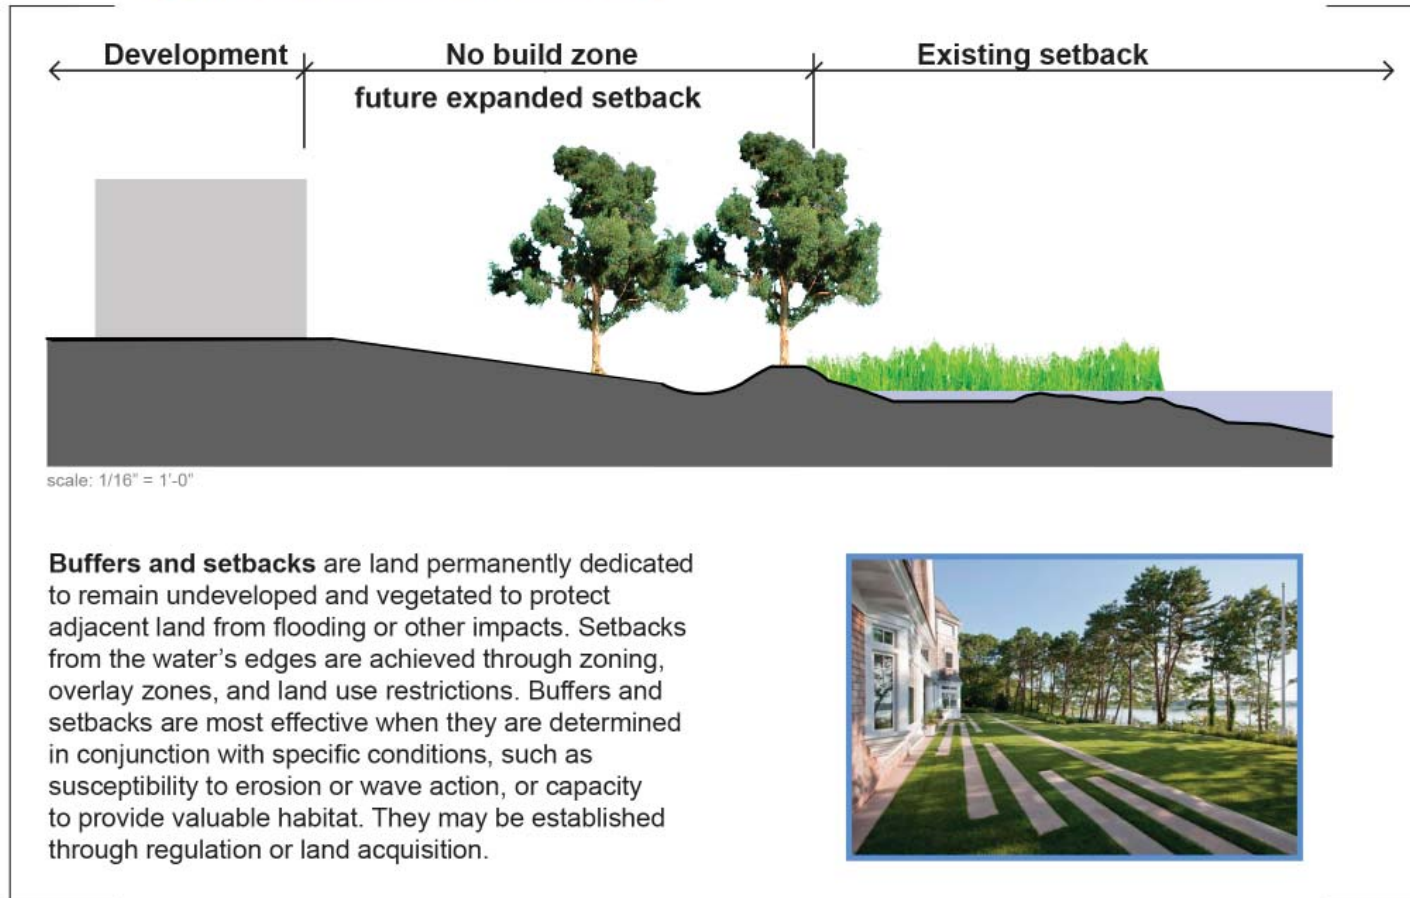 Development
No build zone
Existing setback
future expanded setback
scale: 1/16" = 1'-0"
Buffers and setbacks are land permanently dedicated
to remain undeveloped and vegetated to protect
adjacent land from flooding or other impacts. Setbacks
from the water’s edges are achieved through zoning,
overlay zones, and land use restrictions. Buffers and
setbacks are most effective when they are determined
in conjunction with specific conditions, such as
susceptibility to erosion or wave action, or capacity
to provide valuable habitat. They may be established
through regulation or land acquisition.